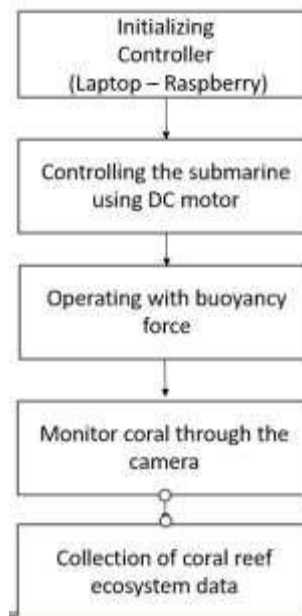 Initializing
Controller
(Laptop – Raspberry)
Controlling the submarine
using DC motor
Operating with buoyancy
force
Monitor coral through the
camera
Collection of coral reef
ecosystem data